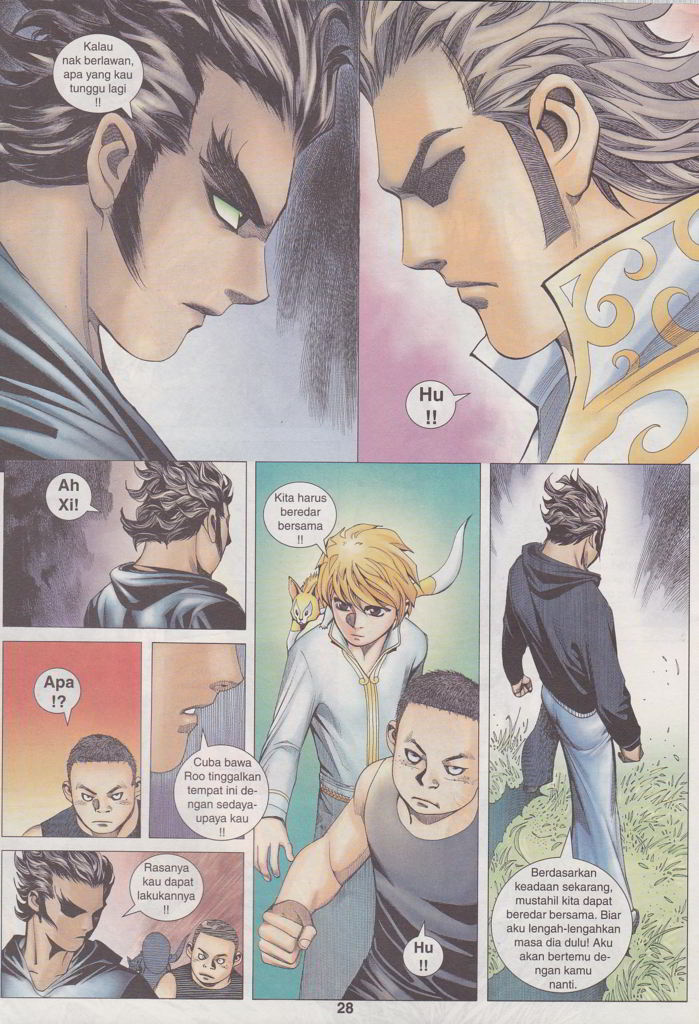 Kalau
nak berlawan,
apa yang kau
tunggu lagi
!!
Hu
!!
Ah
Xi!
Apa
!?
Cuba bawa
Roo tinggalkan
tempat ini de-
ngan sedaya-
upaya kau
!!
Rasanya
kau dapat
lakukannya
!!
Kita harus
beredar
bersama
!!
Hu
!!
Berdasarkan
keadaan sekarang,
mustahil kita dapat
beredar bersama. Biar
aku lengah-lengahkan
masa dia dulu! Aku
akan bertemu de-
ngan kamu
nanti.
28